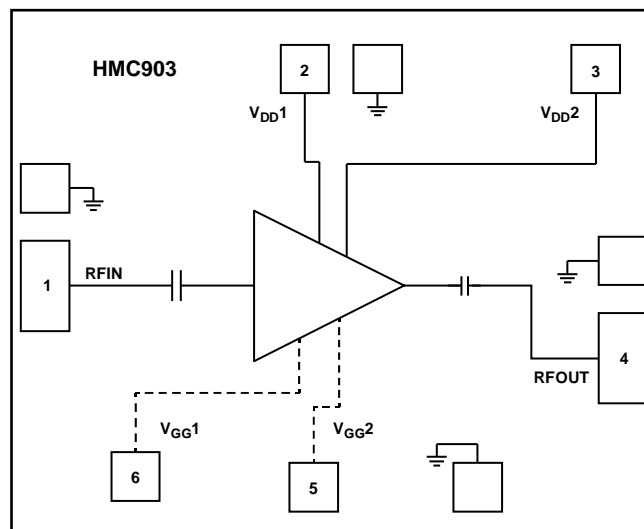 HMC903
2
3
V_DD1
V_DD2
1
RFIN
4
RFOUT
V_GG1
V_GG2
6
5